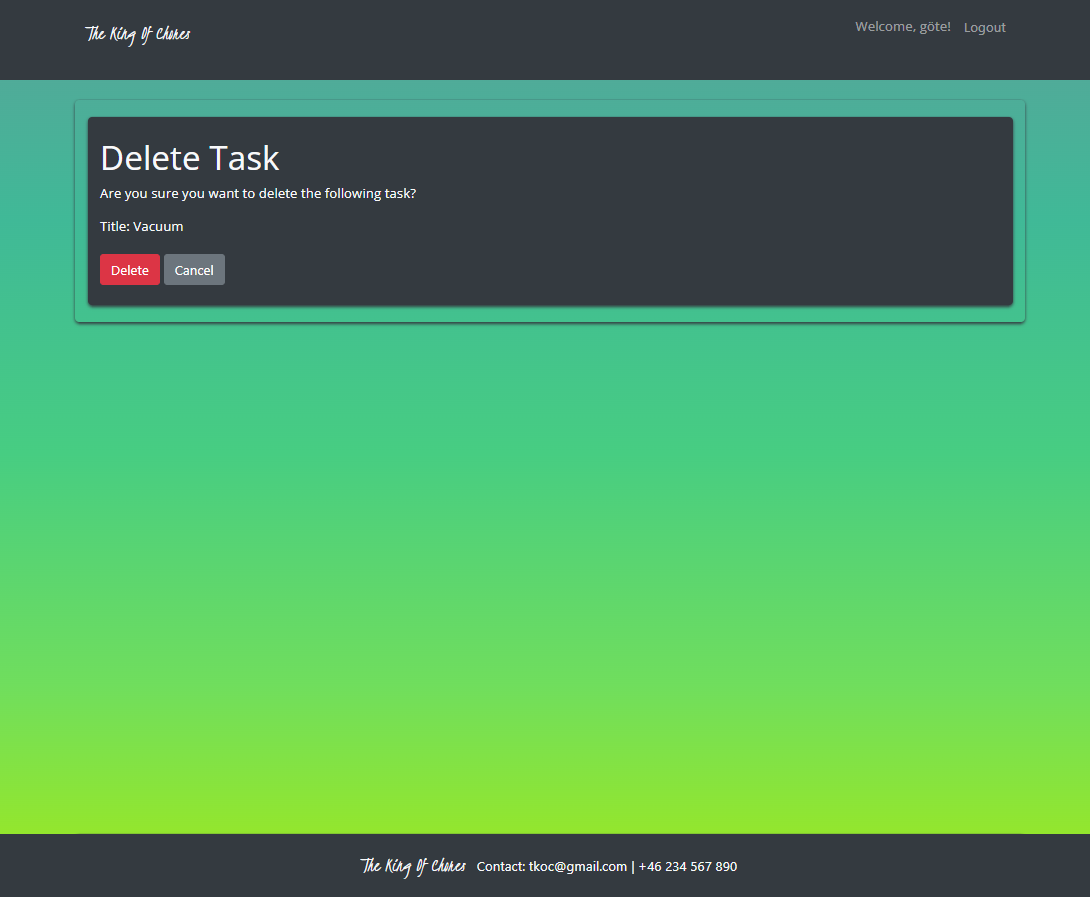 The King Of Chores
Welcome, göte! Logout
Delete Task
Are you sure you want to delete the following task?
Title: Vacuum
Delete Cancel
The King Of Chores Contact: tkoc@gmail.com | +46 234 567 890